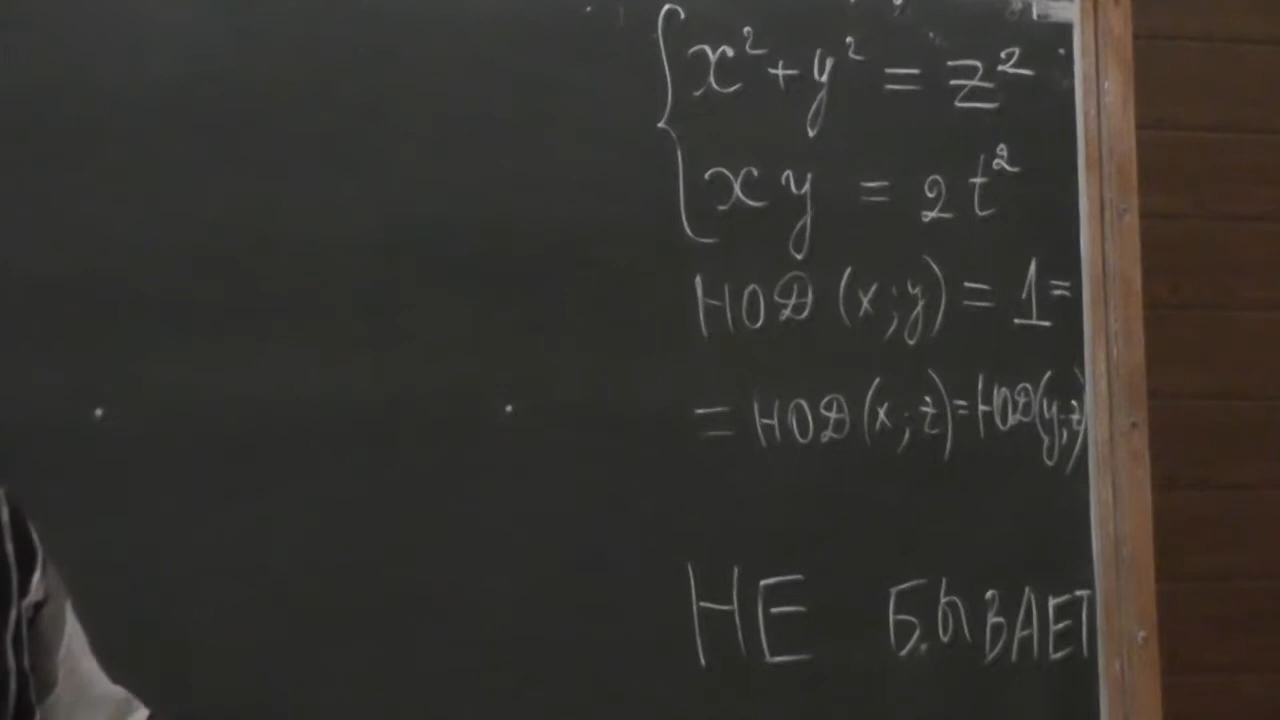 x² + y² = z²
xy = 2t²
НОД (x; y) = 1 =
= НОД (x; z) = НОД (y; z)
НЕ БЫВАЕТ